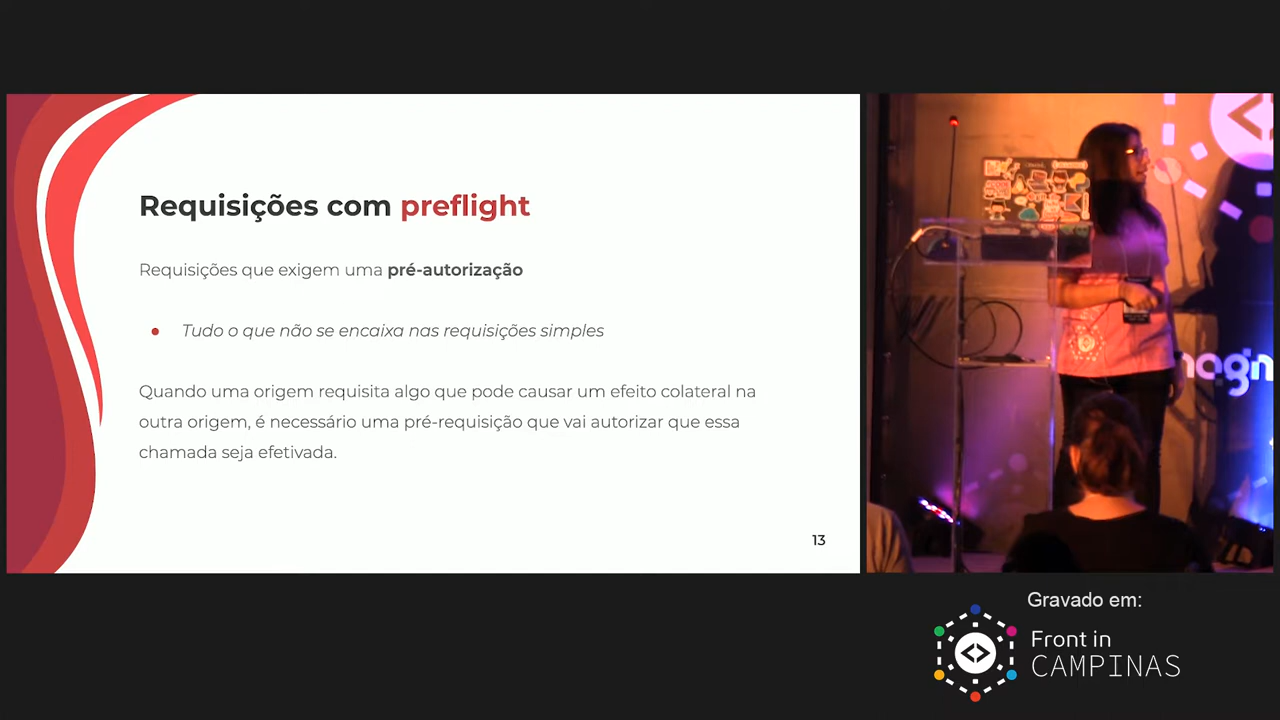 Requisições com preflight
Requisições que exigem uma pré-autorização
Tudo o que não se encaixa nas requisições simples
Quando uma origem requisita algo que pode causar um efeito colateral na
outra origem, é necessário uma pré-requisição que vai autorizar que essa
chamada seja efetivada.
13
Gravado em:
Front in
CAMPINAS